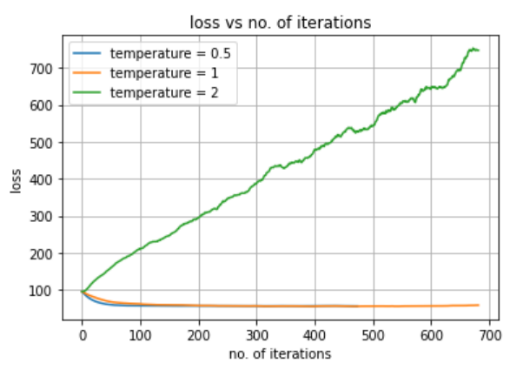 loss vs no. of iterations
temperature = 0.5
temperature = 1
temperature = 2
loss
700
600
500
400
300
200
100
0 100 200 300 400 500 600 700
no. of iterations